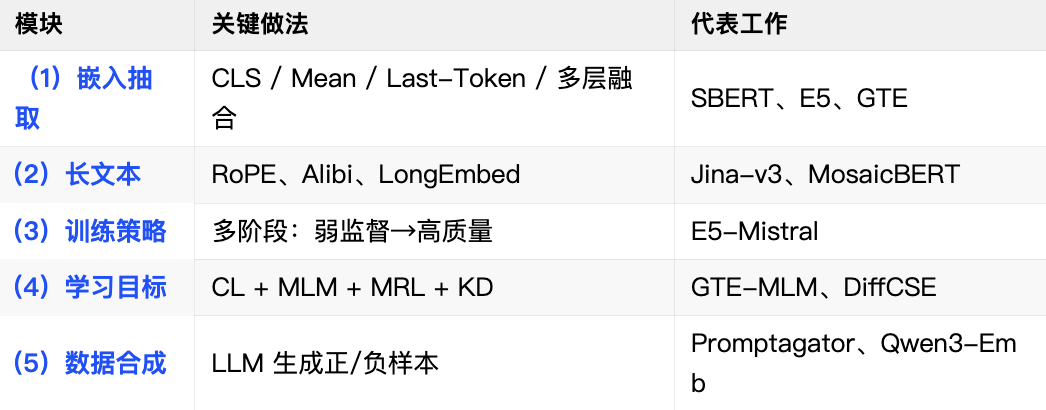 模块 关键做法 代表工作
（1）嵌入抽
取
CLS / Mean / Last-Token / 多层融
合
SBERT、E5、GTE
（2）长文本 RoPE、Alibi、LongEmbed Jina-v3、MosaicBERT
（3）训练策略 多阶段：弱监督→高质量 E5-Mistral
（4）学习目标 CL + MLM + MRL + KD GTE-MLM、DiffCSE
（5）数据合成 LLM 生成正/负样本
Promptagator、Qwen3-Em
b